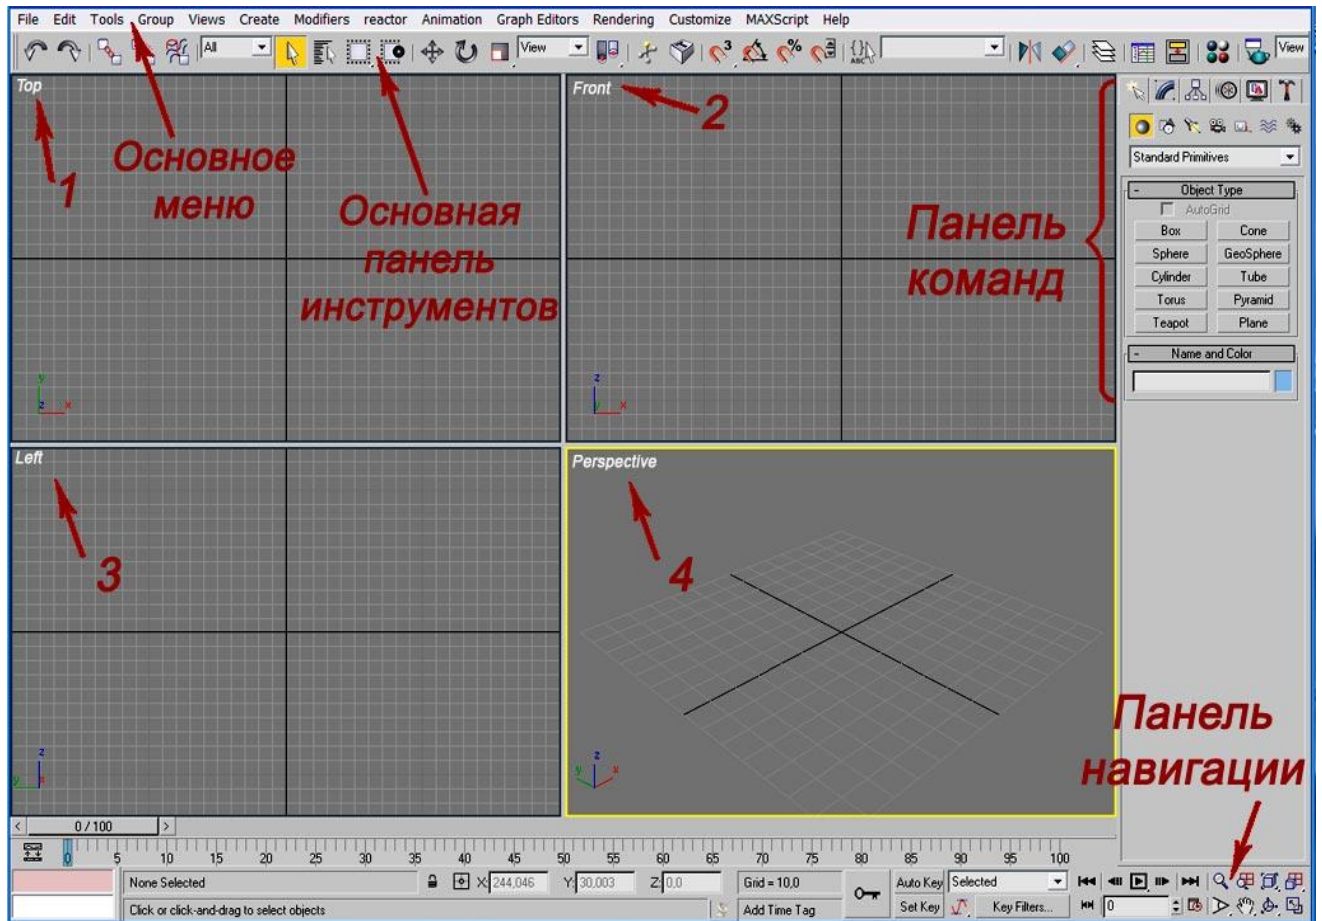 File Edit Tools Group Views Create Modifiers reactor Animation Graph Editors Rendering Customize MAXScript Help
All
View
3
%
ABC
View
Top
Front
1
2
Основное
меню
Основная
панель
инструментов
Панель
команд
Standard Primitives
- Object Type
AutoGrid
Box Cone
Sphere GeoSphere
Cylinder Tube
Torus Pyramid
Teapot Plane
- Name and Color
y
z x
z
y x
Left
Perspective
3
4
z
y x
z
y x
Панель
навигации
< 0 / 100 >
0 5 10 15 20 25 30 35 40 45 50 55 60 65 70 75 80 85 90 95 100
None Selected
X: 244,046 Y: 30,003 Z: 0,0
Grid = 10,0
Auto Key Selected
Click or click-and-drag to select objects
Add Time Tag
Set Key Key Filters...
0